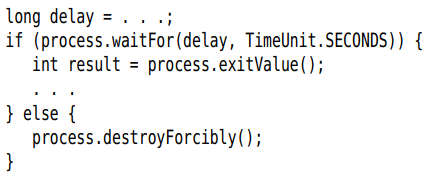 long delay = . . .;
if (process.waitFor(delay, TimeUnit.SECONDS)) {
   int result = process.exitValue();
   . . .
} else {
   process.destroyForcibly();
}